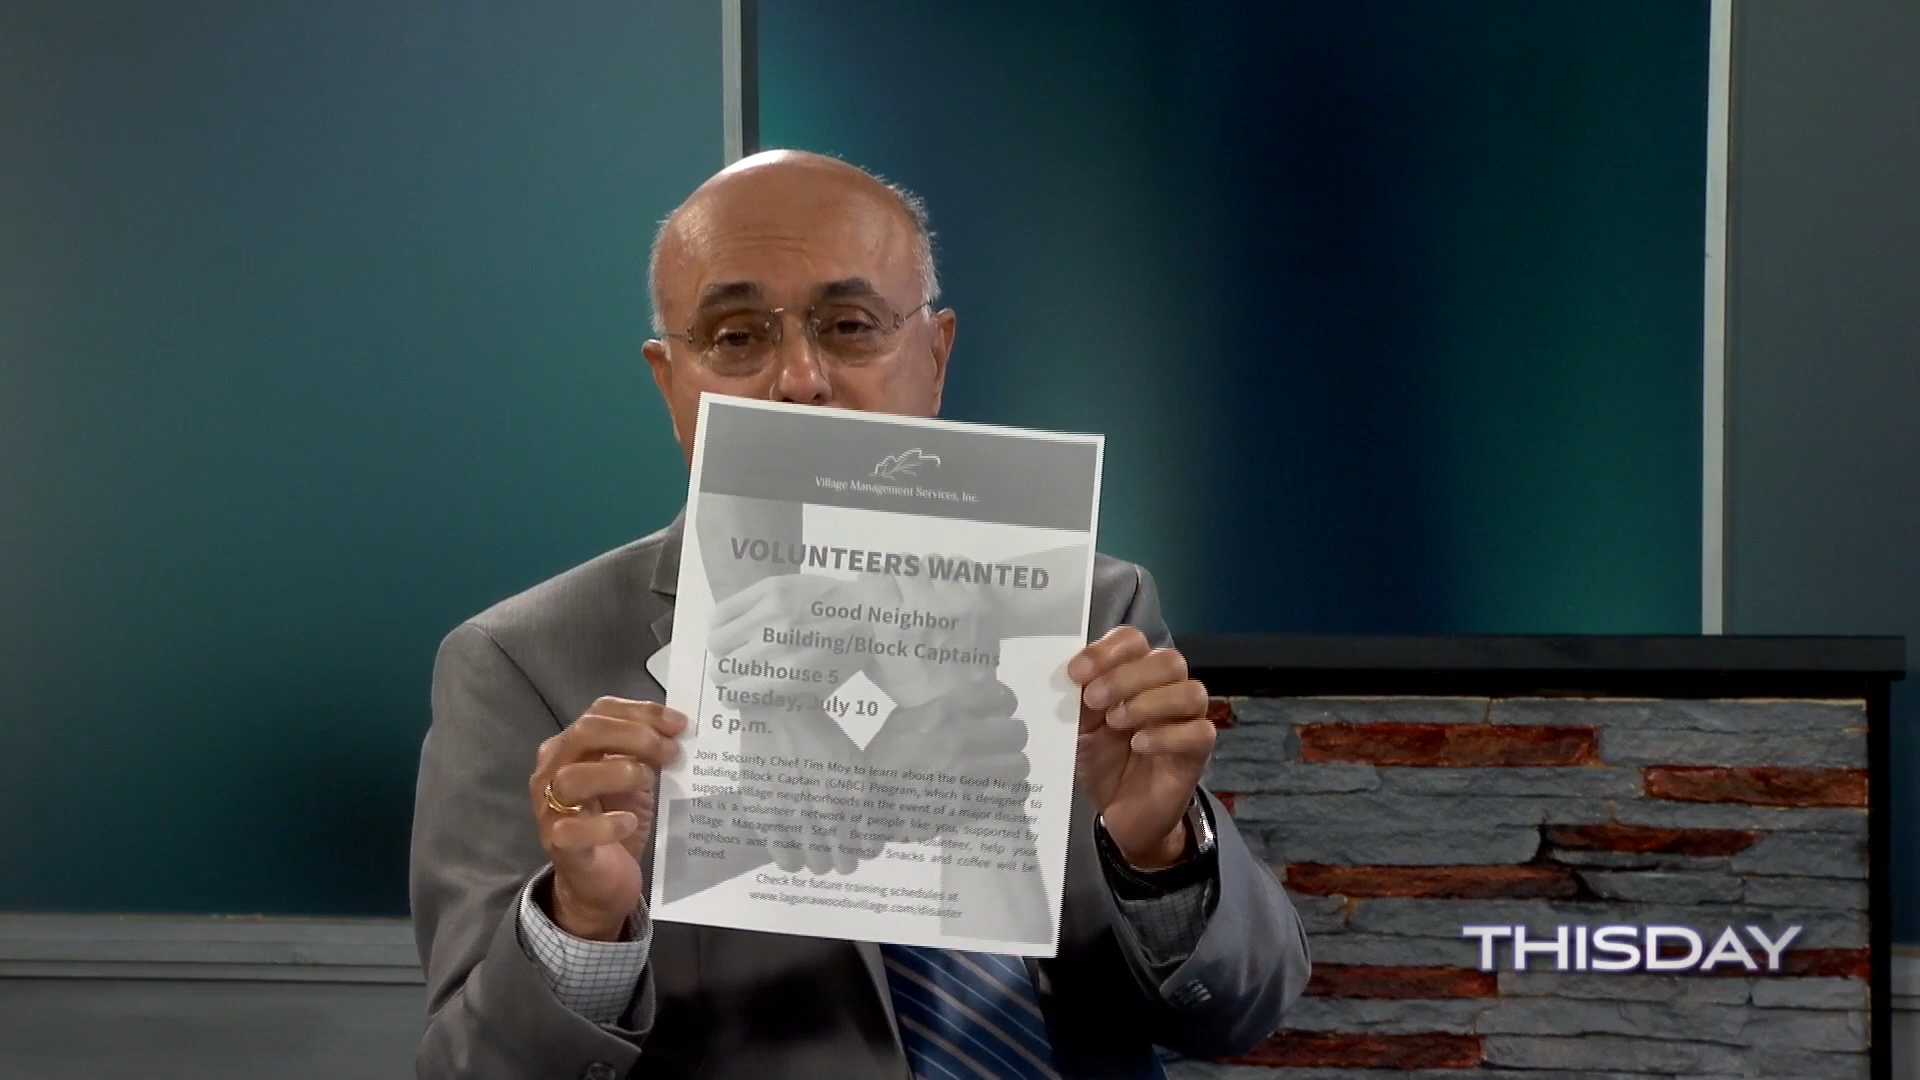 Village Management Services, Inc.
VOLUNTEERS WANTED
Good Neighbor
Building/Block Captains
Clubhouse 5
Tuesday, July 10
6 p.m.
Join Security Chief Tim Moy to learn about the Good Neighbor
Building/Block Captain (GNBC) Program, which is designed to
support Village neighborhoods in the event of a major disaster.
This is a volunteer network of people like you, supported by
Village Management Staff. Become a volunteer, help your
neighbors and make new friends. Snacks and coffee will be
offered.
Check for future training schedules at
www.lagunawoodsvillage.com/disaster
THISDAY